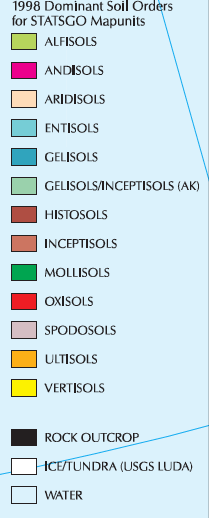 1998 Dominant Soil Orders
for STATSGO Mapunits
ALFISOLS
ANDISOLS
ARIDISOLS
ENTISOLS
GELISOLS
GELISOLS/INCEPTISOLS (AK)
HISTOSOLS
INCEPTISOLS
MOLLISOLS
OXISOLS
SPODOSOLS
ULTISOLS
VERTISOLS
ROCK OUTCROP
ICE/TUNDRA (USGS LUDA)
WATER